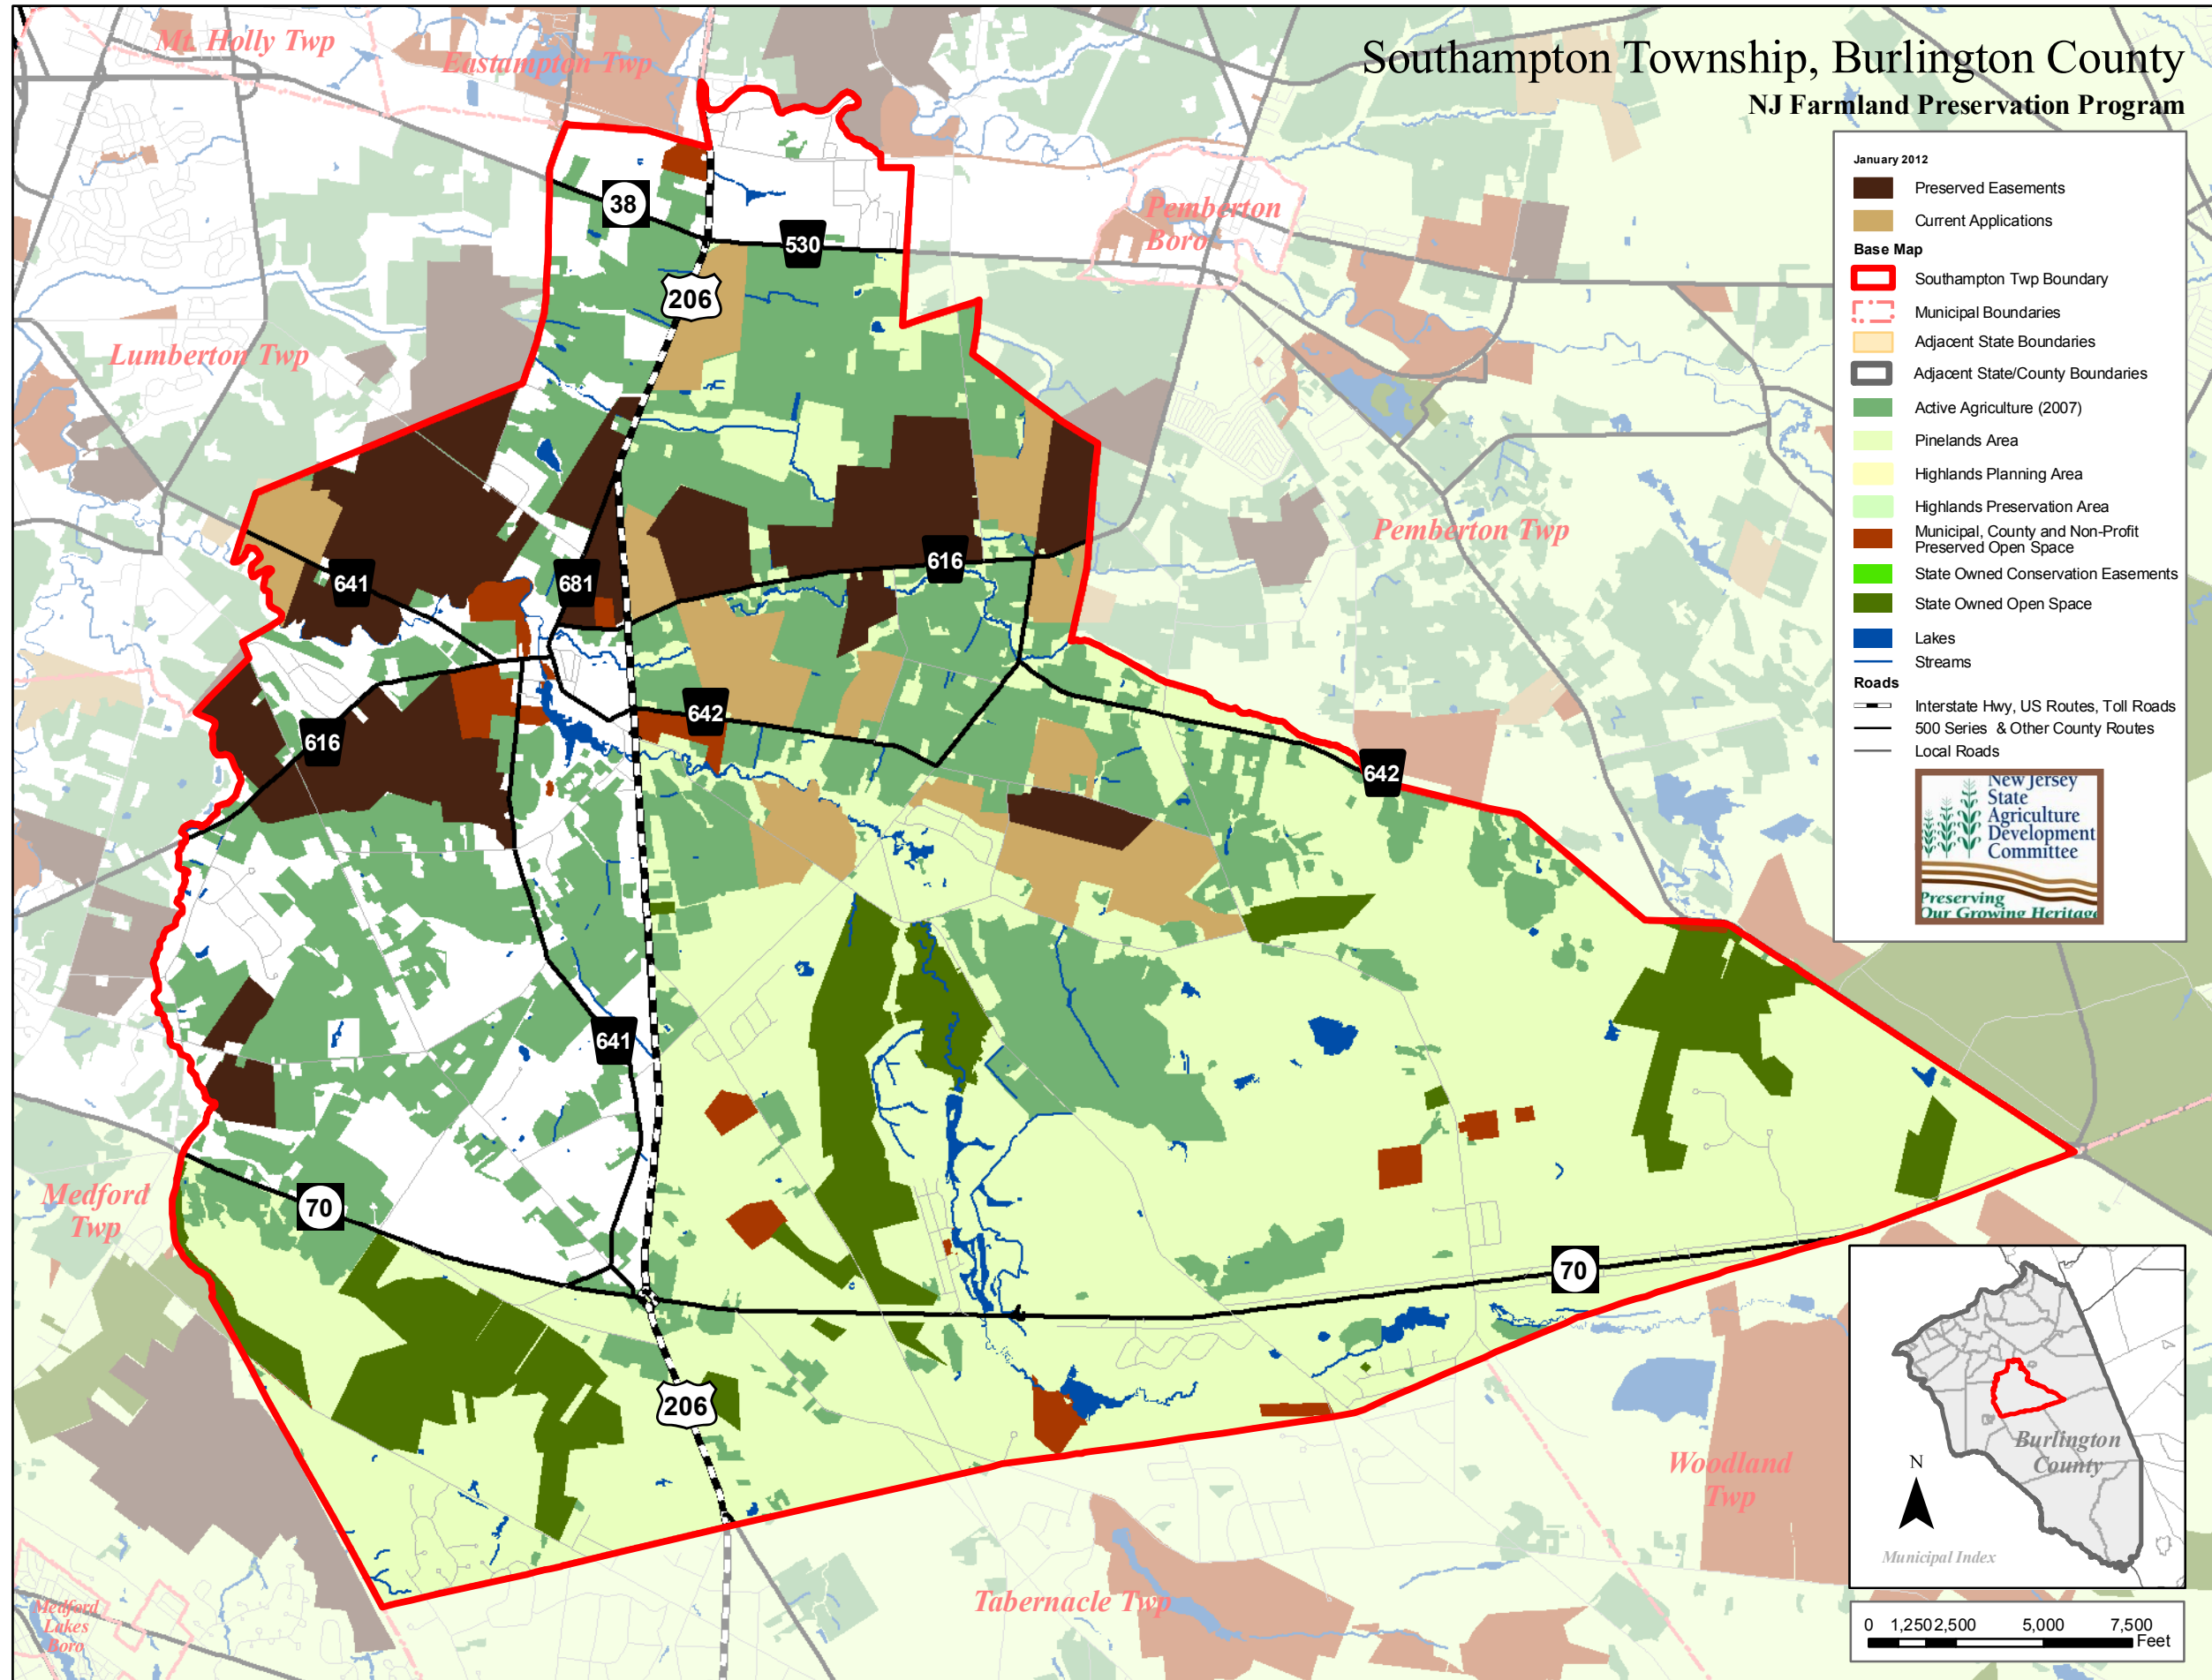 Southampton Township, Burlington County
NJ Farmland Preservation Program
Mt. Holly Twp
Eastampton Twp
Pemberton
Boro
Lumberton Twp
Pemberton Twp
Medford
Twp
Medford
Lakes
Boro
Tabernacle Twp
Woodland
Twp
38
530
206
641
681
616
642
616
642
641
70
70
206
January 2012
Preserved Easements
Current Applications
Base Map
Southampton Twp Boundary
Municipal Boundaries
Adjacent State Boundaries
Adjacent State/County Boundaries
Active Agriculture (2007)
Pinelands Area
Highlands Planning Area
Highlands Preservation Area
Municipal, County and Non-Profit
Preserved Open Space
State Owned Conservation Easements
State Owned Open Space
Lakes
Streams
Roads
Interstate Hwy, US Routes, Toll Roads
500 Series & Other County Routes
Local Roads
New Jersey
State
Agriculture
Development
Committee
Preserving
Our Growing Heritage
Burlington
County
N
Municipal Index
0 1,250 2,500 5,000 7,500
Feet